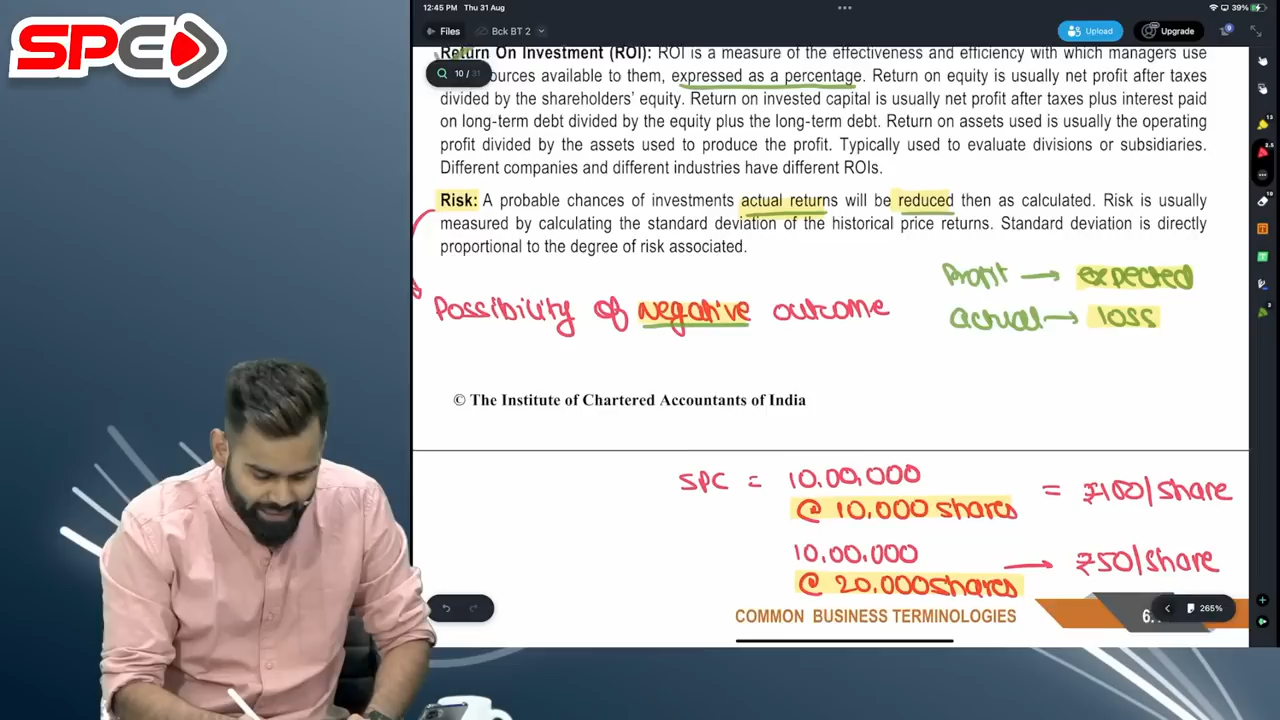 SPC
12:45 PM Thu 31 Aug
39%
Files
Bck BT 2
Upload
Upgrade
Return On Investment (ROI): ROI is a measure of the effectiveness and efficiency with which managers use
10 / 31
ources available to them, expressed as a percentage. Return on equity is usually net profit after taxes
divided by the shareholders' equity. Return on invested capital is usually net profit after taxes plus interest paid
on long-term debt divided by the equity plus the long-term debt. Return on assets used is usually the operating
profit divided by the assets used to produce the profit. Typically used to evaluate divisions or subsidiaries.
Different companies and different industries have different ROIs.
Risk: A probable chances of investments actual returns will be reduced then as calculated. Risk is usually
measured by calculating the standard deviation of the historical price returns. Standard deviation is directly
proportional to the degree of risk associated.
Profit → expected
Possibility of negative outcome
actual → loss
© The Institute of Chartered Accountants of India
SPC = 10,00,000
@ 10,000 shares = ₹100/share
10,00,000
@ 20,000 shares → ₹50/share
COMMON BUSINESS TERMINOLOGIES
6.
265%